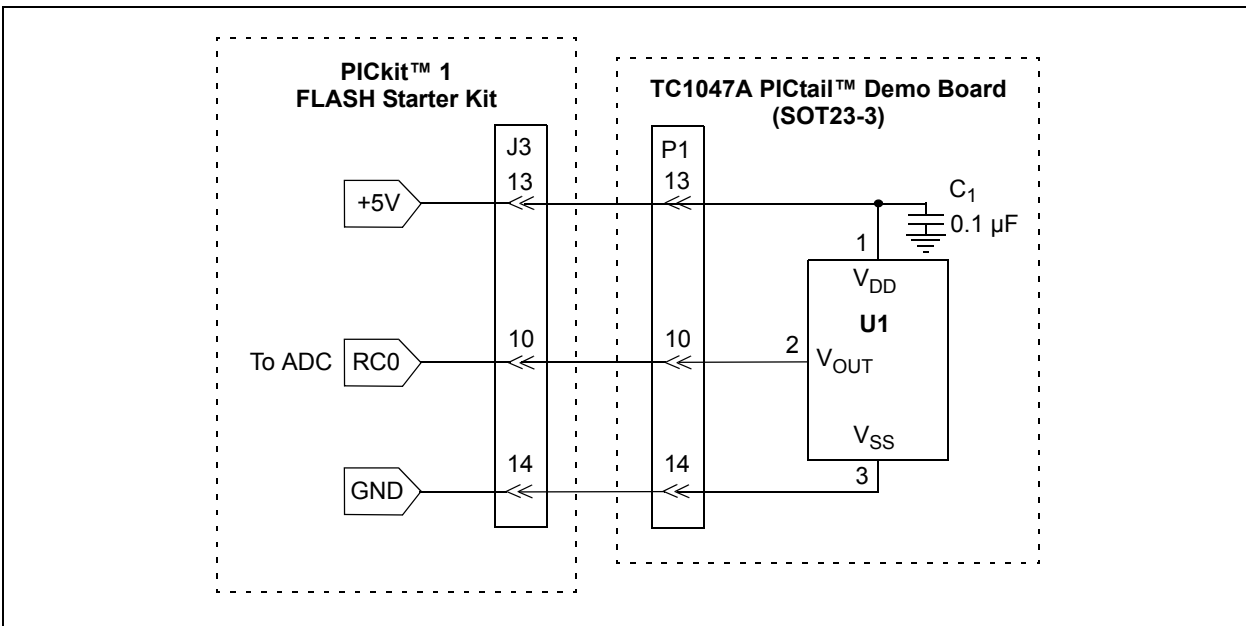 PICkit™ 1
FLASH Starter Kit
TC1047A PICtail™ Demo Board
(SOT23-3)
J3
P1
13
13
+5V
C1
0.1 µF
1
VDD
U1
10
10
2
VOUT
To ADC
RC0
VSS
14
14
3
GND